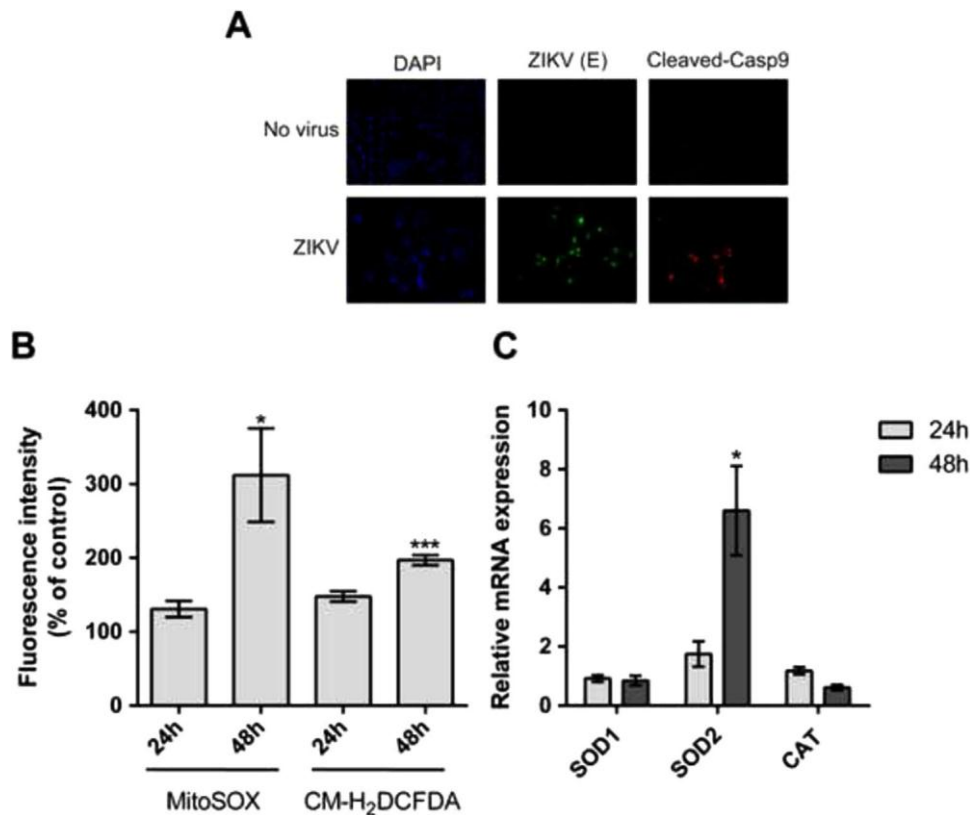 A
DAPI ZIKV (E) Cleaved-Casp9
No virus
ZIKV
B
Fluorescence intensity
(% of control)
400
300
200
100
0
*
***
24h 48h 24h 48h
MitoSOX CM-H₂DCFDA
C
Relative mRNA expression
10
8
6
4
2
0
*
SOD1 SOD2 CAT
24h
48h